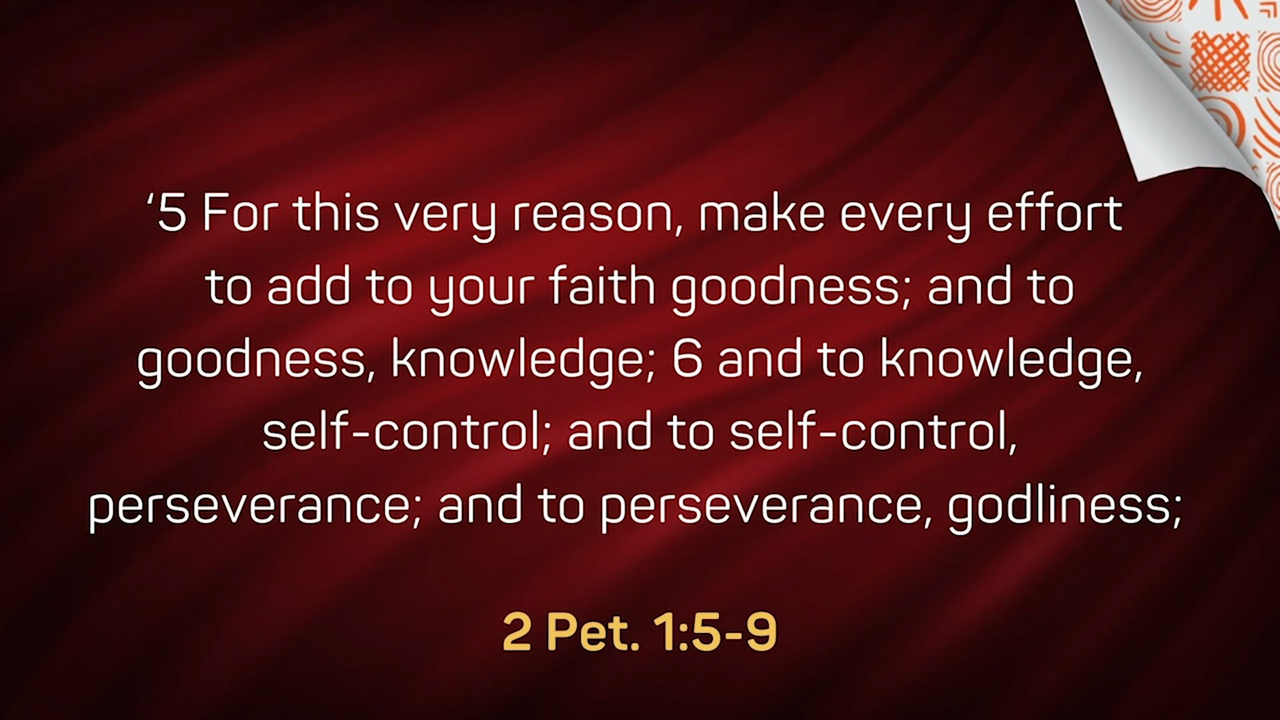 ‘5 For this very reason, make every effort
to add to your faith goodness; and to
goodness, knowledge; 6 and to knowledge,
self-control; and to self-control,
perseverance; and to perseverance, godliness;
2 Pet. 1:5-9